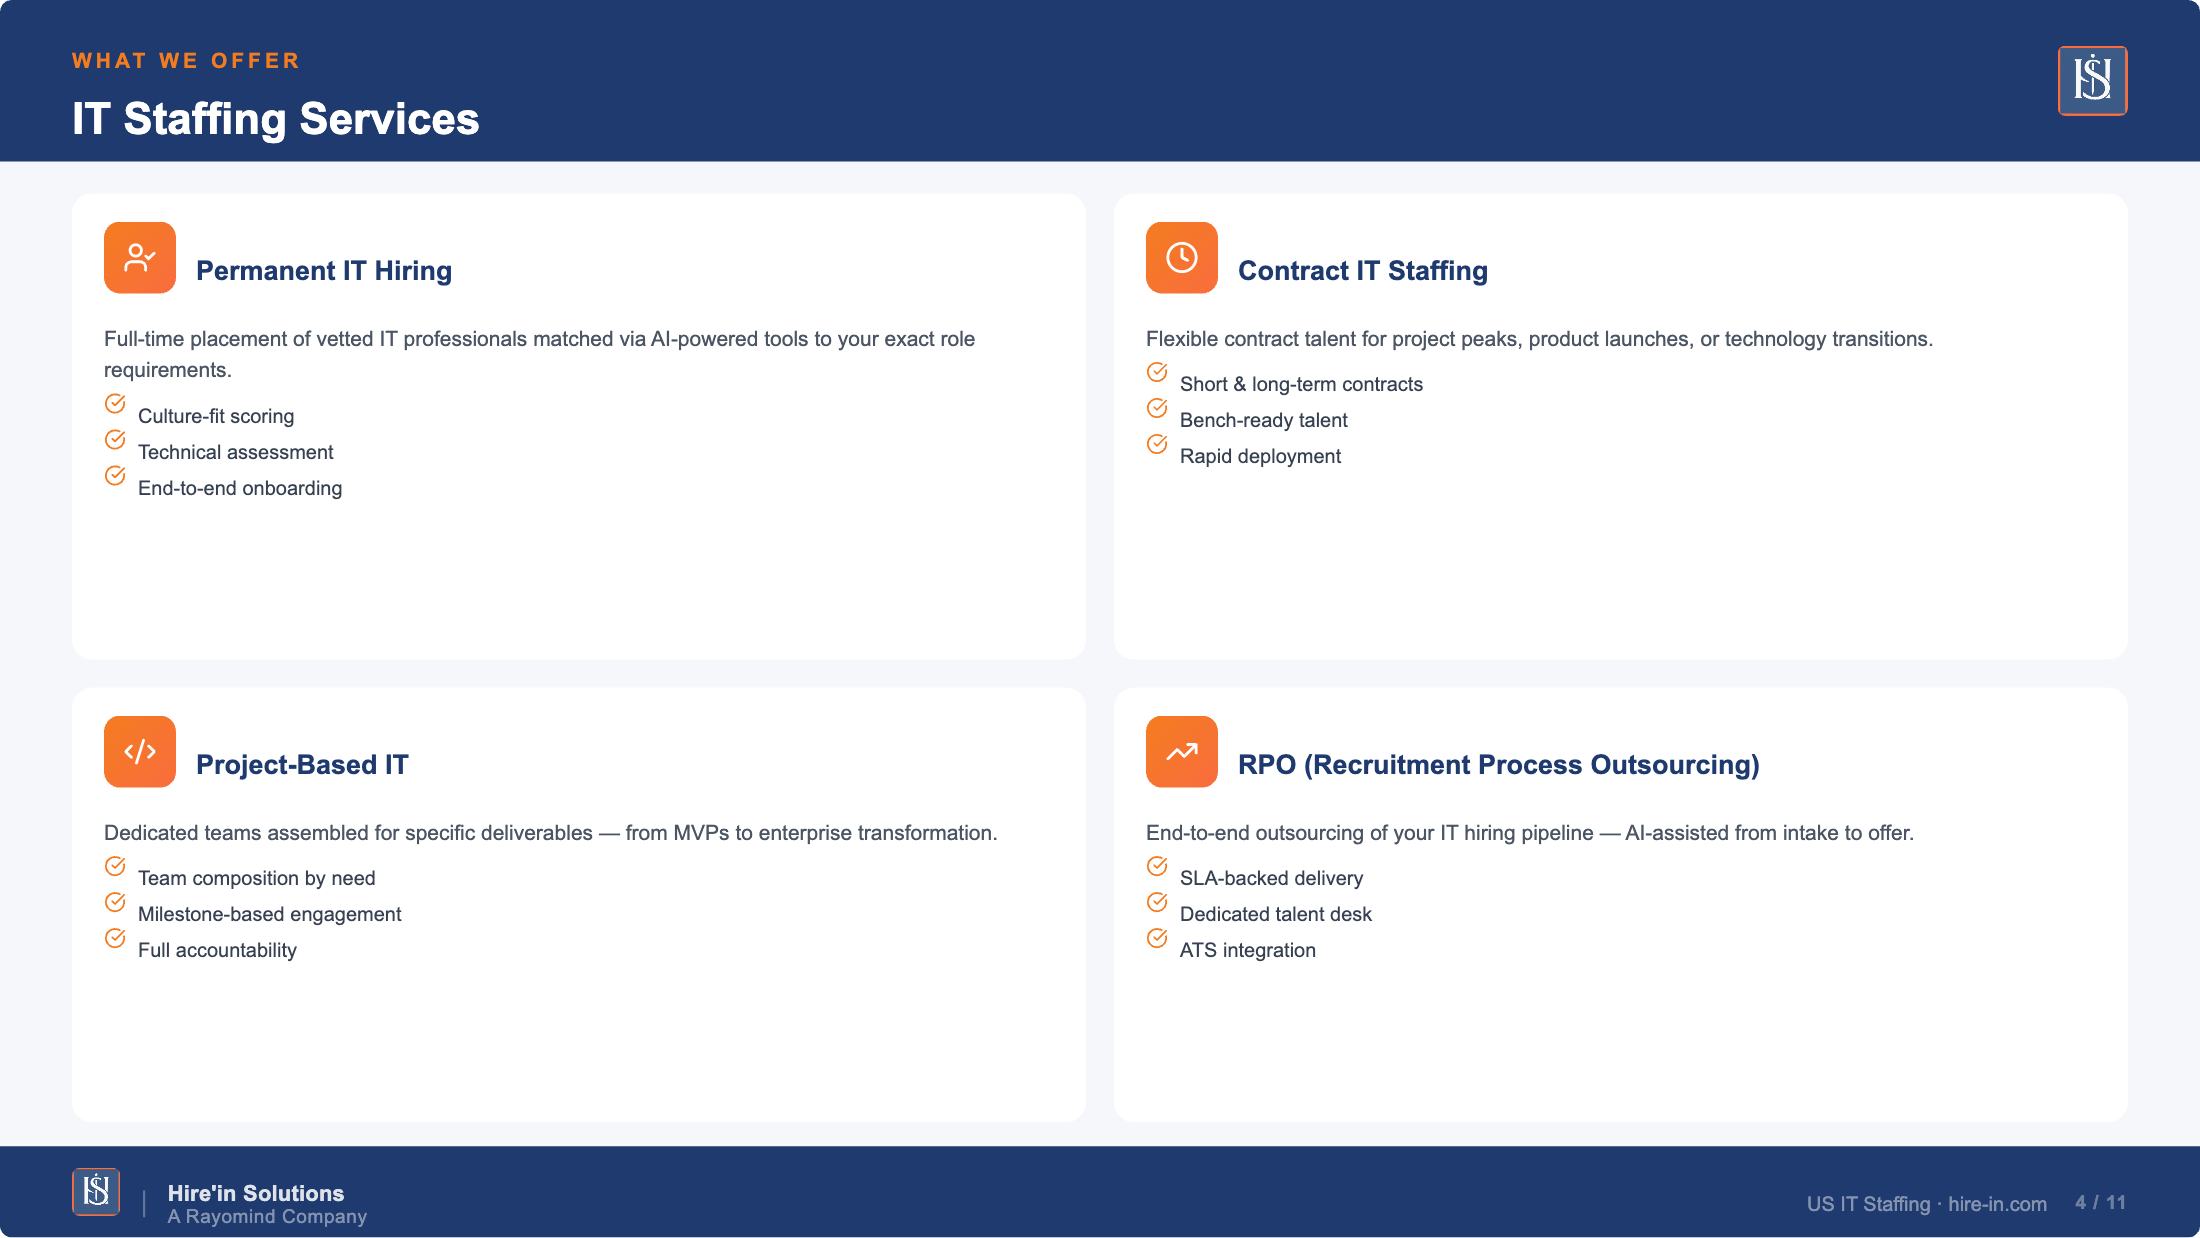 WHAT WE OFFER
IT Staffing Services
HIS
Permanent IT Hiring
Full-time placement of vetted IT professionals matched via AI-powered tools to your exact role
requirements.
Culture-fit scoring
Technical assessment
End-to-end onboarding
Contract IT Staffing
Flexible contract talent for project peaks, product launches, or technology transitions.
Short & long-term contracts
Bench-ready talent
Rapid deployment
Project-Based IT
Dedicated teams assembled for specific deliverables — from MVPs to enterprise transformation.
Team composition by need
Milestone-based engagement
Full accountability
RPO (Recruitment Process Outsourcing)
End-to-end outsourcing of your IT hiring pipeline — AI-assisted from intake to offer.
SLA-backed delivery
Dedicated talent desk
ATS integration
HIS
Hire'in Solutions
A Rayomind Company
US IT Staffing · hire-in.com 4 / 11